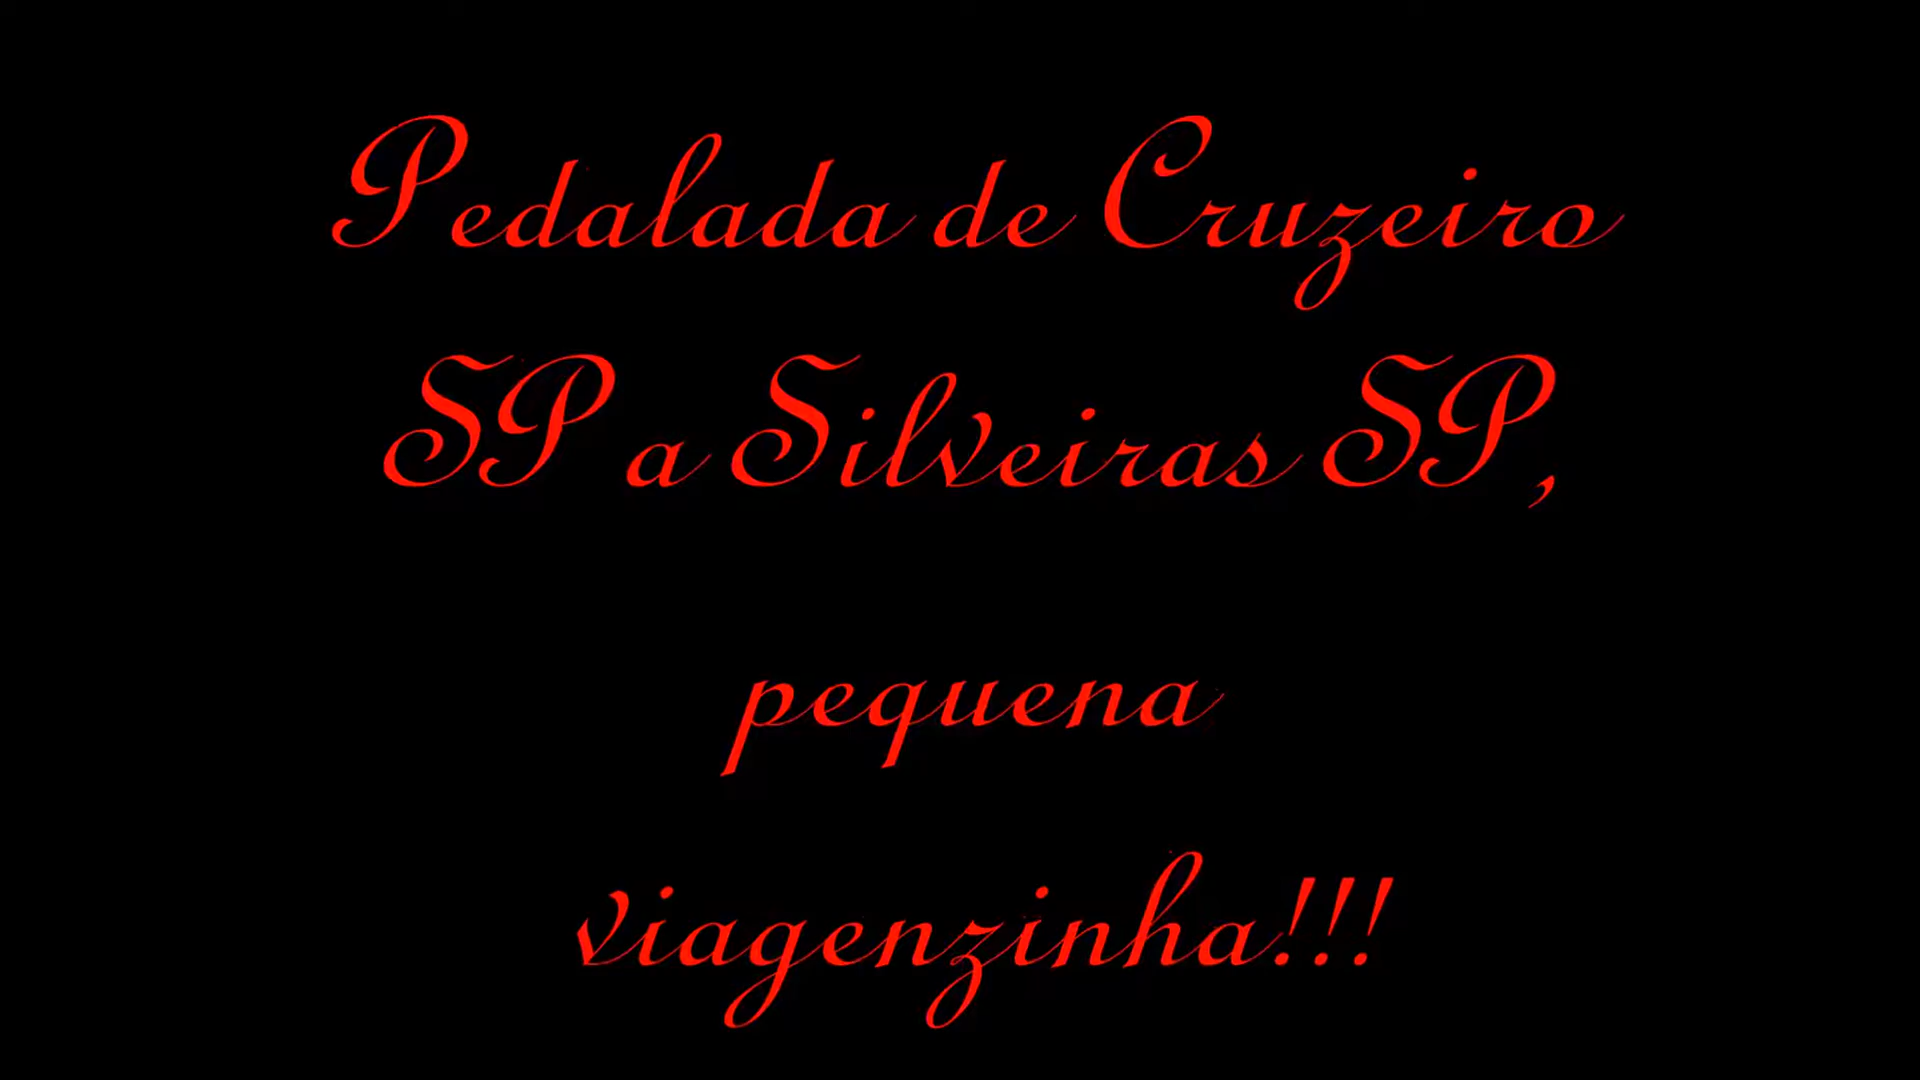 Pedalada de Cruzeiro
SP a Silveiras SP,
pequena
viagenzinha!!!